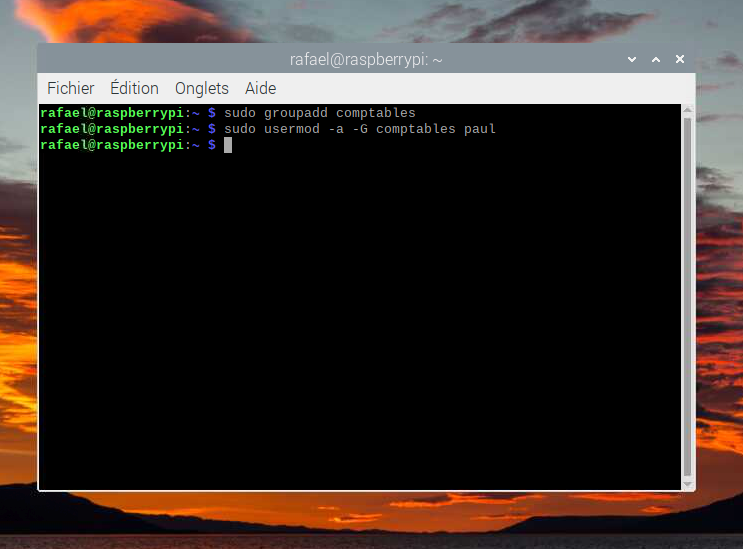 rafael@raspberrypi: ~
Fichier Édition Onglets Aide
rafael@raspberrypi:~ $ sudo groupadd comptables
rafael@raspberrypi:~ $ sudo usermod -a -G comptables paul
rafael@raspberrypi:~ $